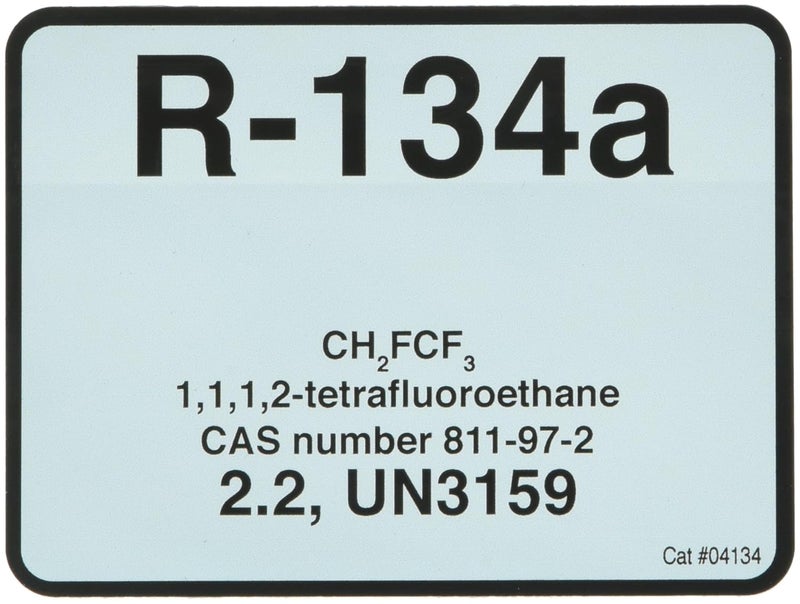 R-134a
CH₂FCF₃
1,1,1,2-tetrafluoroethane
CAS number 811-97-2
2.2, UN3159
Cat #04134